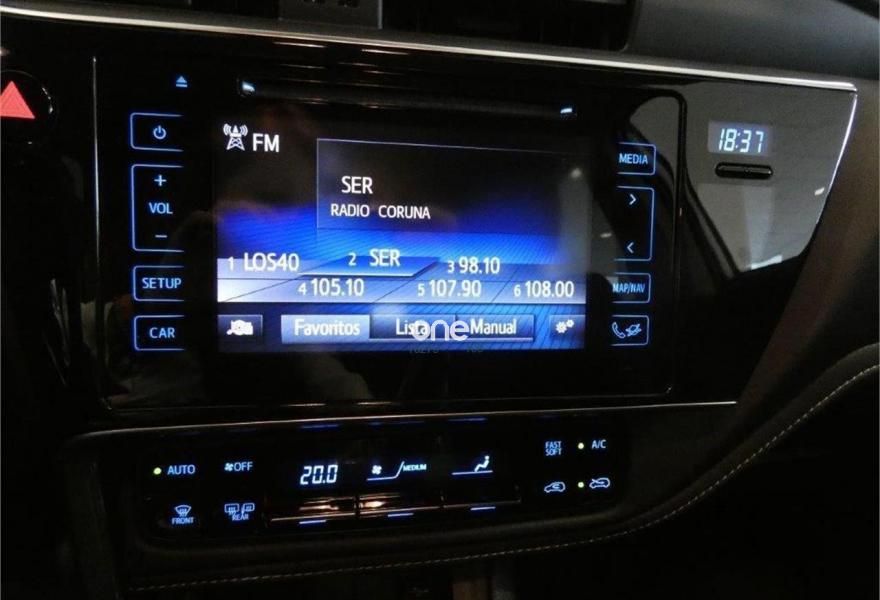 FM
18:37
MEDIA
SER
RADIO CORUNA
+
VOL
-
1 LOS40 2 SER 3 98.10
SETUP
4 105.10 5 107.90 6 108.00
MAP/NAV
CAR
Favoritos Lista Manual
one
AUTO
OFF
20.0
MEDIUM
FAST
SOFT
A/C
FRONT
REAR